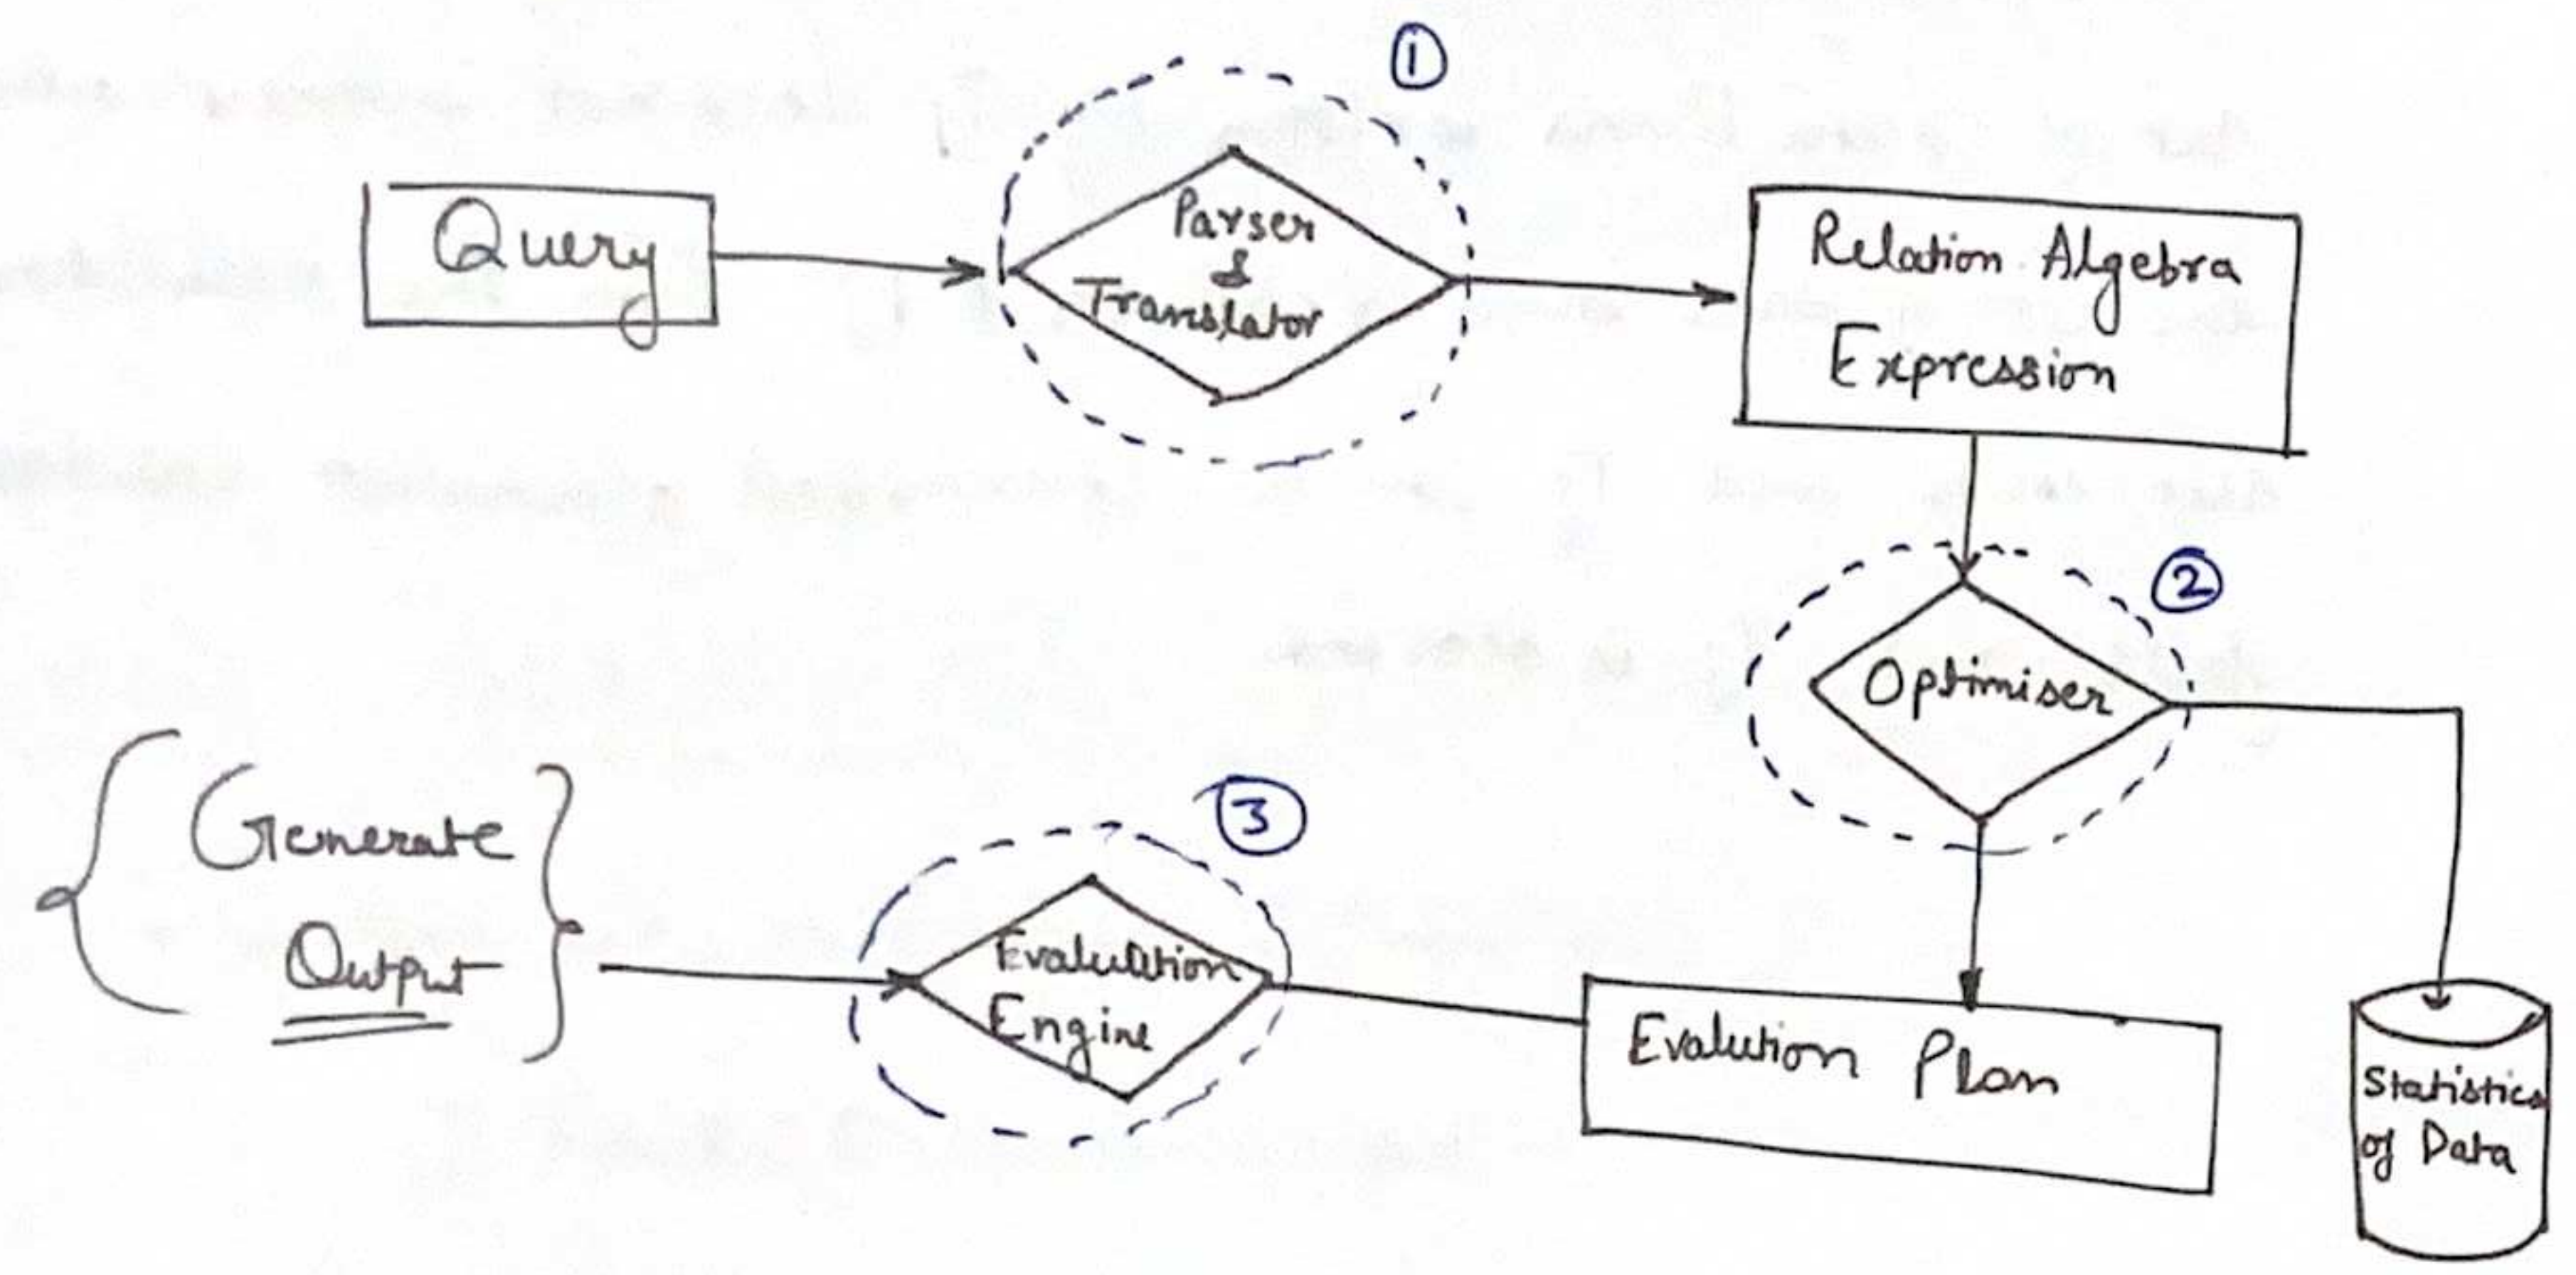 ①
Query
Parser
&
Translator
Relation Algebra
Expression
②
Optimiser
③
Generate
Output
Evaluation
Engine
Evalution Plan
Statistics
of Data